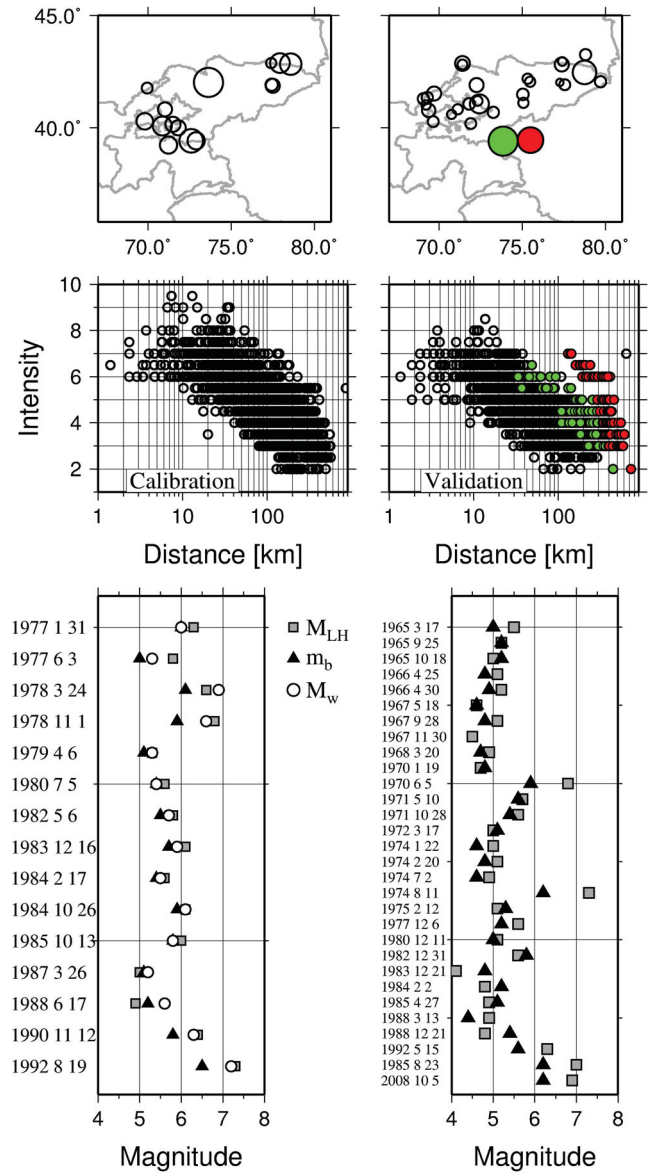 45.0°
40.0°
70.0° 75.0° 80.0° 70.0° 75.0° 80.0°
10
8
6
4
2
Intensity
Calibration Validation
1 10 100 1 10 100
Distance [km] Distance [km]
M_LH
m_b
M_w
1977 1 31
1977 6 3
1978 3 24
1978 11 1
1979 4 6
1980 7 5
1982 5 6
1983 12 16
1984 2 17
1984 10 26
1985 10 13
1987 3 26
1988 6 17
1990 11 12
1992 8 19
4 5 6 7 8
Magnitude
1965 3 17
1965 9 25
1965 10 18
1966 4 25
1966 4 30
1967 5 18
1967 9 28
1967 11 30
1968 3 20
1970 1 19
1970 6 5
1971 5 10
1971 10 28
1972 3 17
1974 1 22
1974 2 20
1974 7 2
1974 8 11
1975 2 12
1977 12 6
1980 12 11
1982 12 31
1983 12 21
1984 2 2
1985 4 27
1988 3 13
1988 12 21
1992 5 15
1985 8 23
2008 10 5
4 5 6 7 8
Magnitude